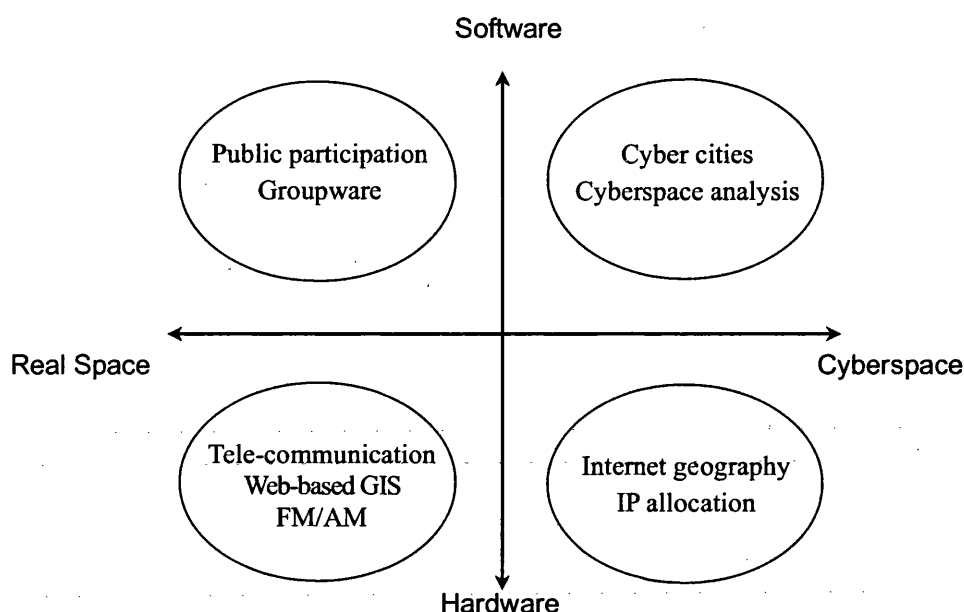 Software
Public participation
Groupware
Cyber cities
Cyberspace analysis
Real Space
Cyberspace
Tele-communication
Web-based GIS
FM/AM
Internet geography
IP allocation
Hardware